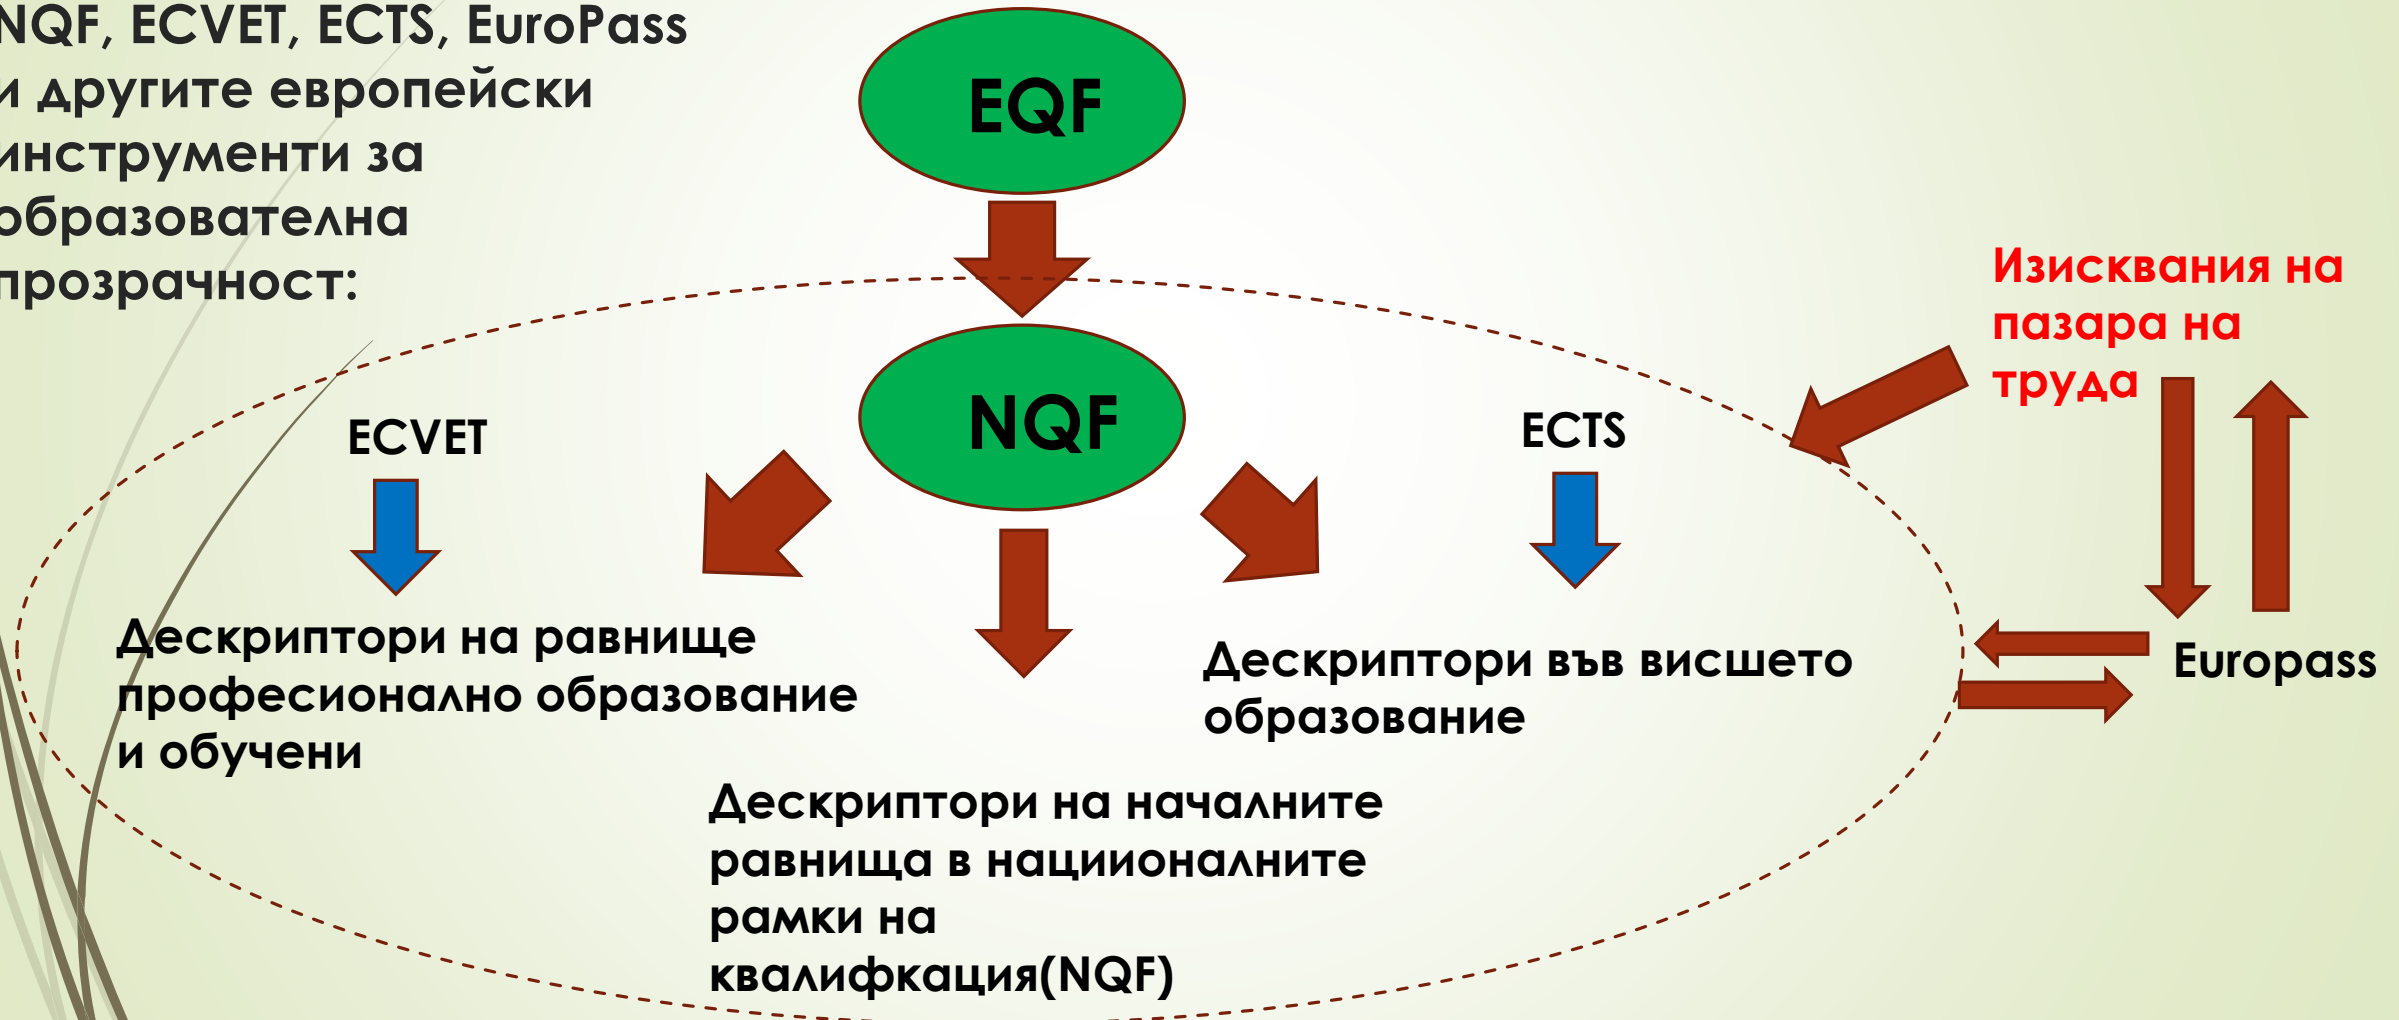 NQF, ECVET, ECTS, EuroPass
и другите европейски
инструменти за
образователна
прозрачност:
EQF
NQF
Изисквания на
пазара на
труда
ECVET
ECTS
Дескриптори на равнище
професионално образование
и обучени
Дескриптори във висшето
образование
Europass
Дескриптори на началните
равнища в нациионалните
рамки на
квалифкация(NQF)